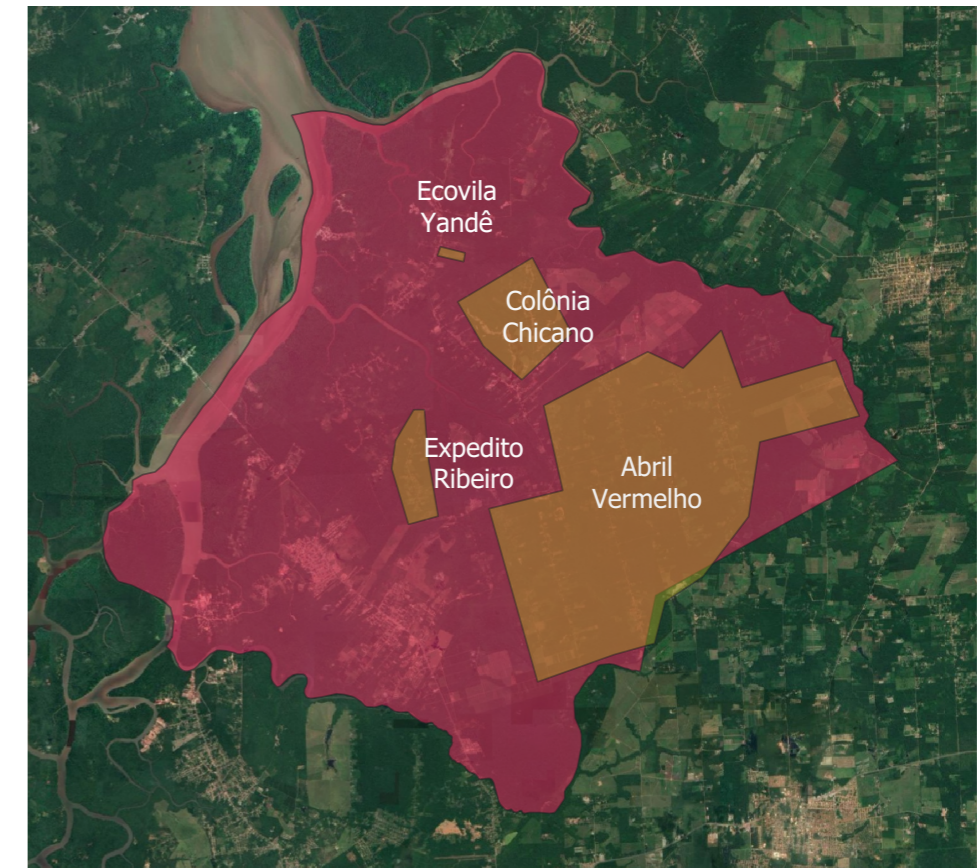 Ecovila
Yandê
Colônia
Chicano
Expedito
Ribeiro
Abril
Vermelho